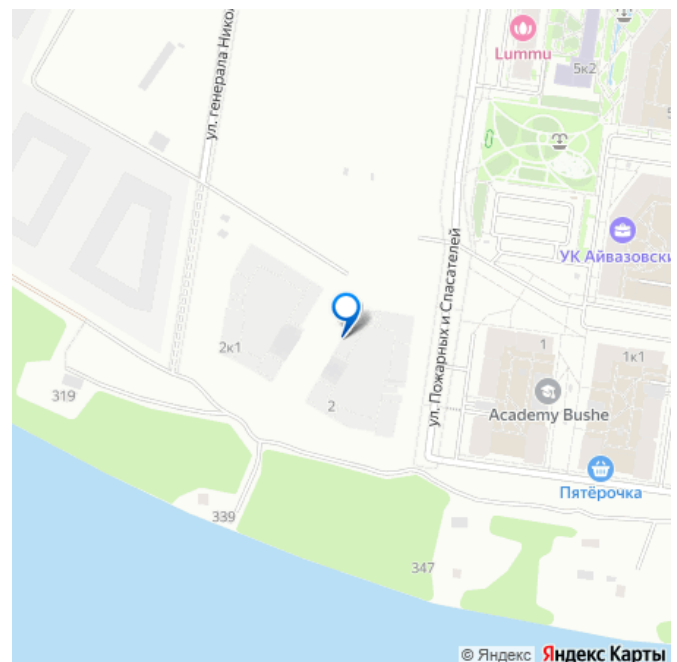 Lummu
5к2
ул. генерала Нико
УК Айвазовски
ул. Пожарных и Спасателей
2к1
1
1к1
319
2
Academy Bushe
Пятёрочка
339
347
© Яндекс Яндекс Карты